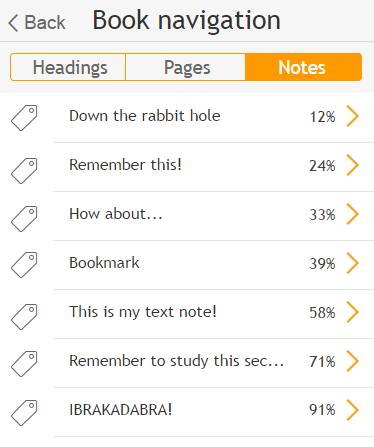 Back Book navigation
Headings Pages Notes
Down the rabbit hole 12%
Remember this! 24%
How about... 33%
Bookmark 39%
This is my text note! 58%
Remember to study this sec... 71%
IBRAKADABRA! 91%